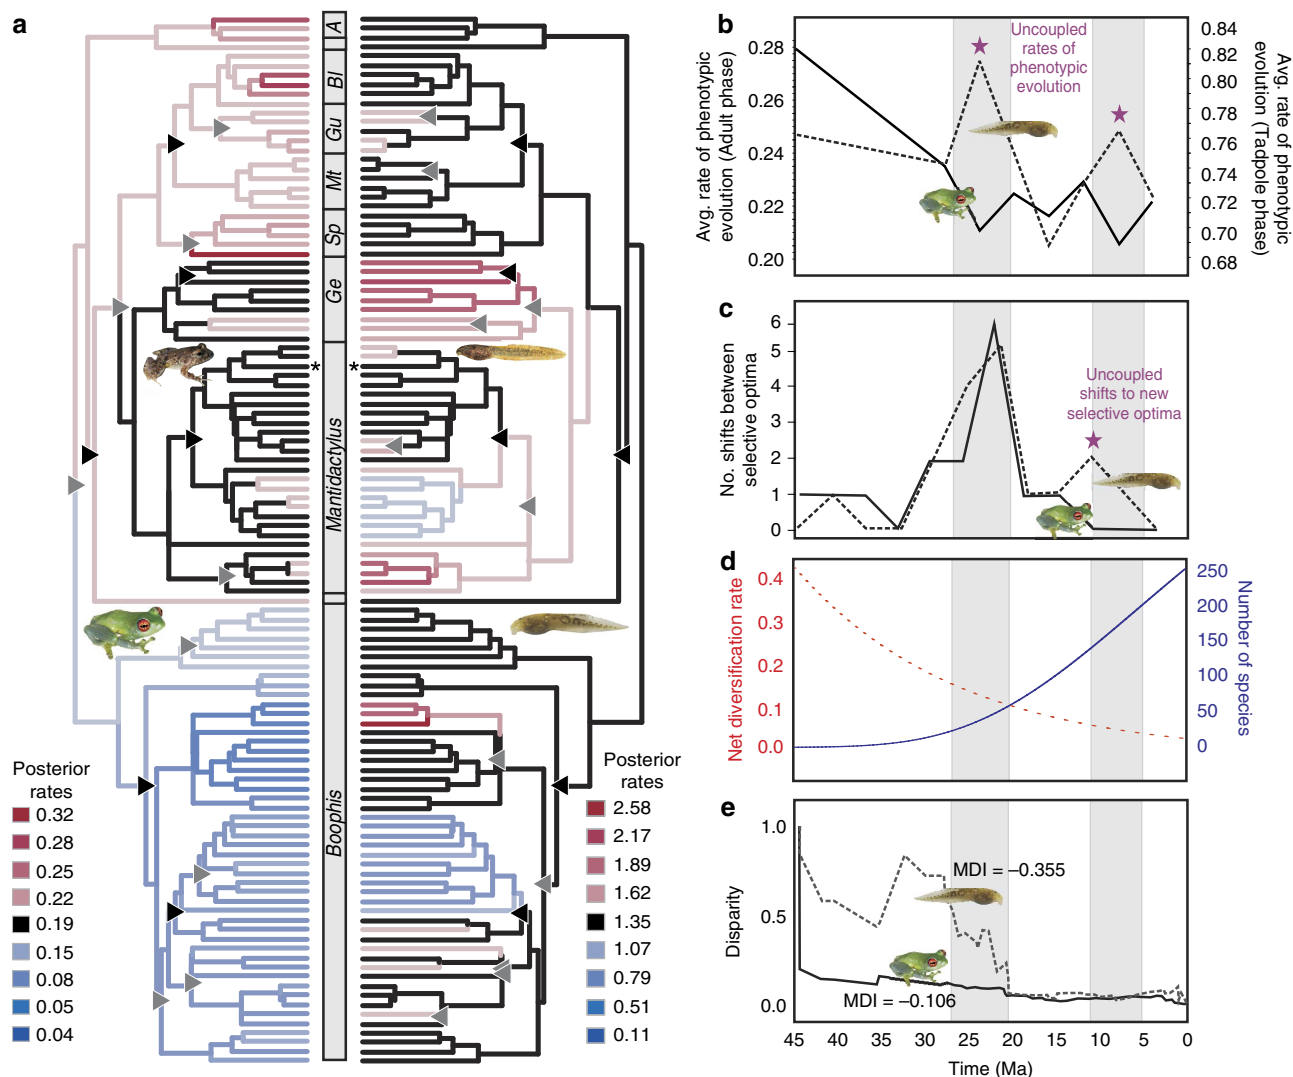 a
A
Bl
Gu
Mt
Sp
Ge
*
*
Mantidactylus
Boophis
Posterior
rates
0.32
0.28
0.25
0.22
0.19
0.15
0.08
0.05
0.04
Posterior
rates
2.58
2.17
1.89
1.62
1.35
1.07
0.79
0.51
0.11
b
Avg. rate of phenotypic
evolution (Adult phase)
0.28
0.26
0.24
0.22
0.20
Uncoupled
rates of
phenotypic
evolution
0.84
0.82
0.80
0.78
0.76
0.74
0.72
0.70
0.68
Avg. rate of phenotypic
evolution (Tadpole phase)
c
No. shifts between
selective optima
6
5
4
3
2
1
0
Uncoupled
shifts to new
selective optima
d
Net diversification rate
0.4
0.3
0.2
0.1
0.0
250
200
150
100
50
0
Number of species
e
Disparity
1.0
0.5
0.0
MDI = –0.355
MDI = –0.106
45 40 35 30 25 20 15 10 5 0
Time (Ma)